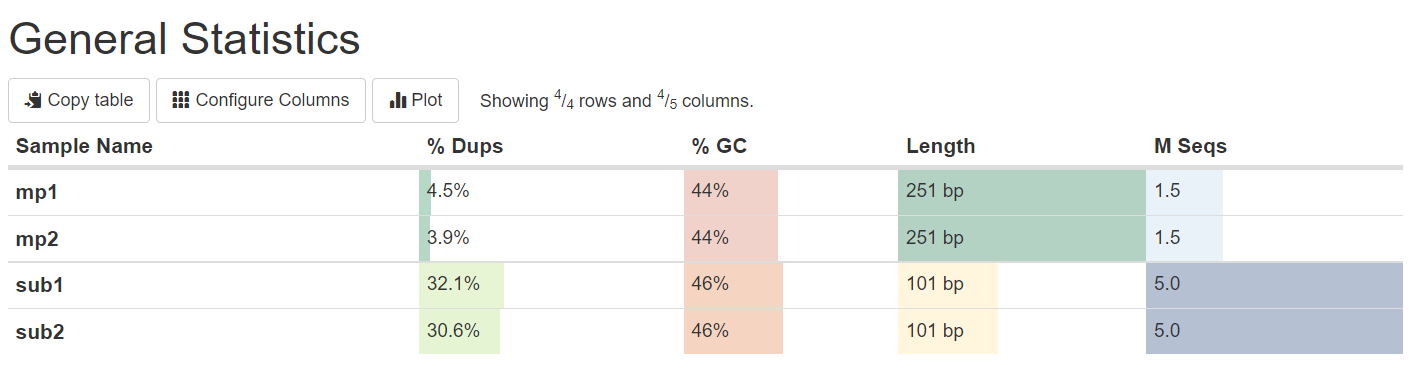 General Statistics
Copy table Configure Columns Plot Showing 4/4 rows and 4/5 columns.
Sample Name % Dups % GC Length M Seqs
mp1 4.5% 44% 251 bp 1.5
mp2 3.9% 44% 251 bp 1.5
sub1 32.1% 46% 101 bp 5.0
sub2 30.6% 46% 101 bp 5.0